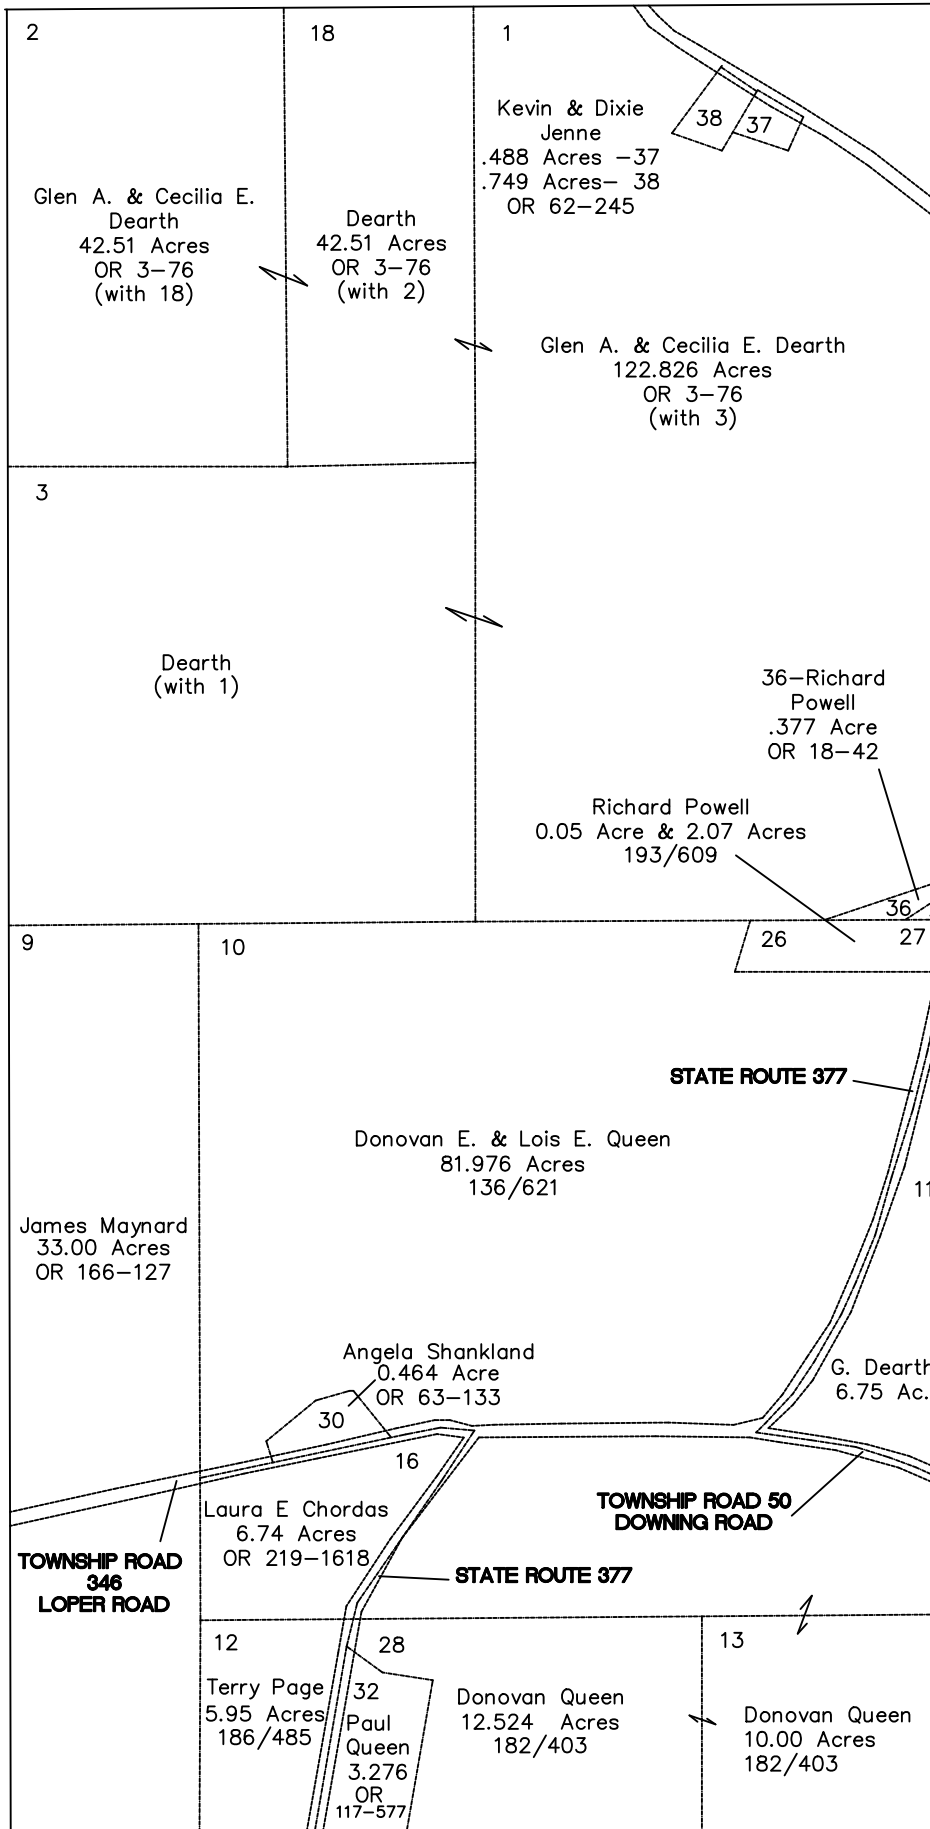 2
18
1
Kevin & Dixie
Jenne
.488 Acres -37
.749 Acres- 38
OR 62-245
38
37
Glen A. & Cecilia E.
Dearth
42.51 Acres
OR 3-76
(with 18)
Dearth
42.51 Acres
OR 3-76
(with 2)
Glen A. & Cecilia E. Dearth
122.826 Acres
OR 3-76
(with 3)
3
Dearth
(with 1)
36-Richard
Powell
.377 Acre
OR 18-42
Richard Powell
0.05 Acre & 2.07 Acres
193/609
36
9
10
26
27
STATE ROUTE 377
Donovan E. & Lois E. Queen
81.976 Acres
136/621
11
James Maynard
33.00 Acres
OR 166-127
Angela Shankland
0.464 Acre
OR 63-133
30
G. Dearth
6.75 Ac.
16
Laura E Chordas
6.74 Acres
OR 219-1618
TOWNSHIP ROAD 50
DOWNING ROAD
TOWNSHIP ROAD
346
LOPER ROAD
STATE ROUTE 377
12
28
13
Terry Page
5.95 Acres
186/485
32
Paul
Queen
3.276
OR
117-577
Donovan Queen
12.524 Acres
182/403
Donovan Queen
10.00 Acres
182/403